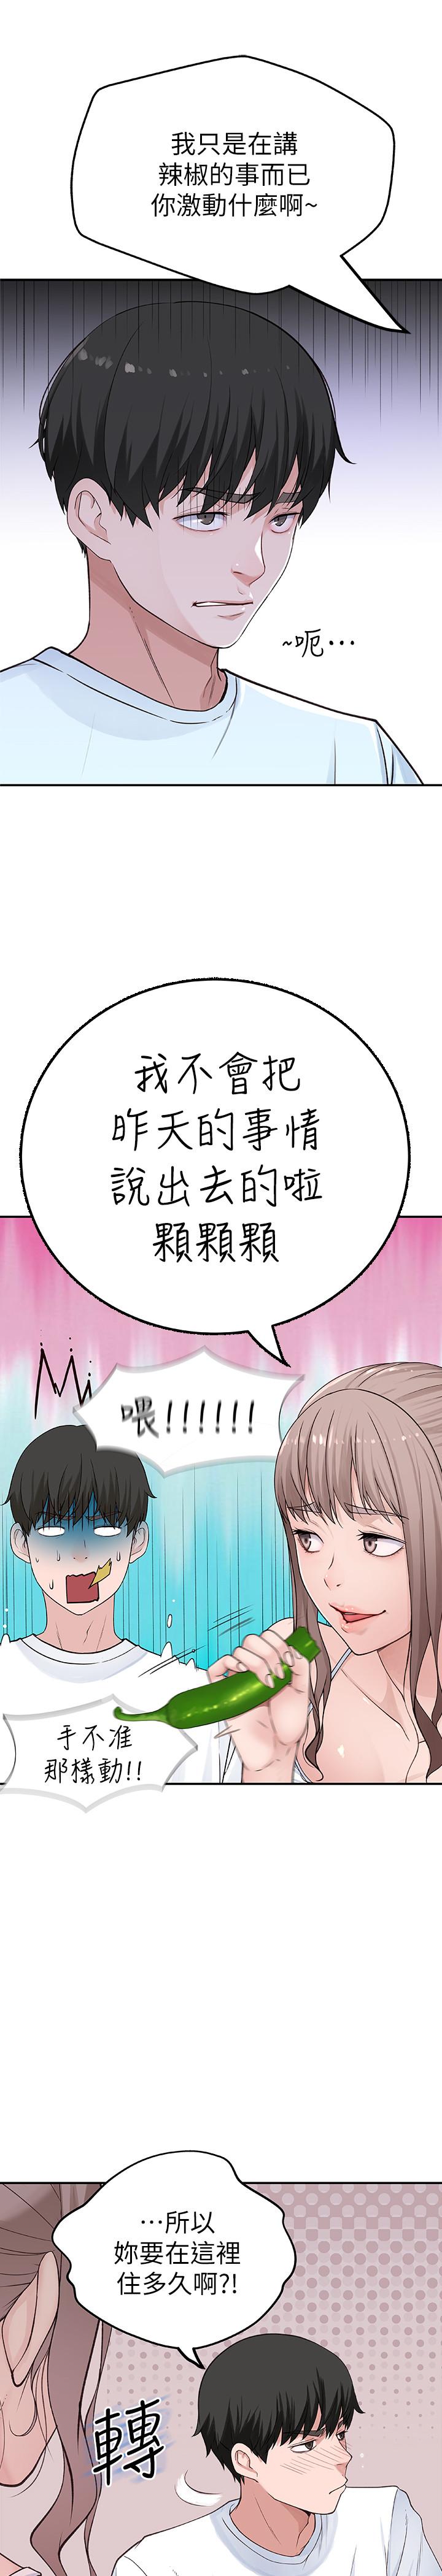 我只是在講
辣椒的事而已
你激動什麼啊~
~呃…
我不會把
昨天的事情
說出去的啦
顆顆顆
喂!!!!!!
手不准
那樣動!!
…所以
妳要在這裡
住多久啊?!
轉